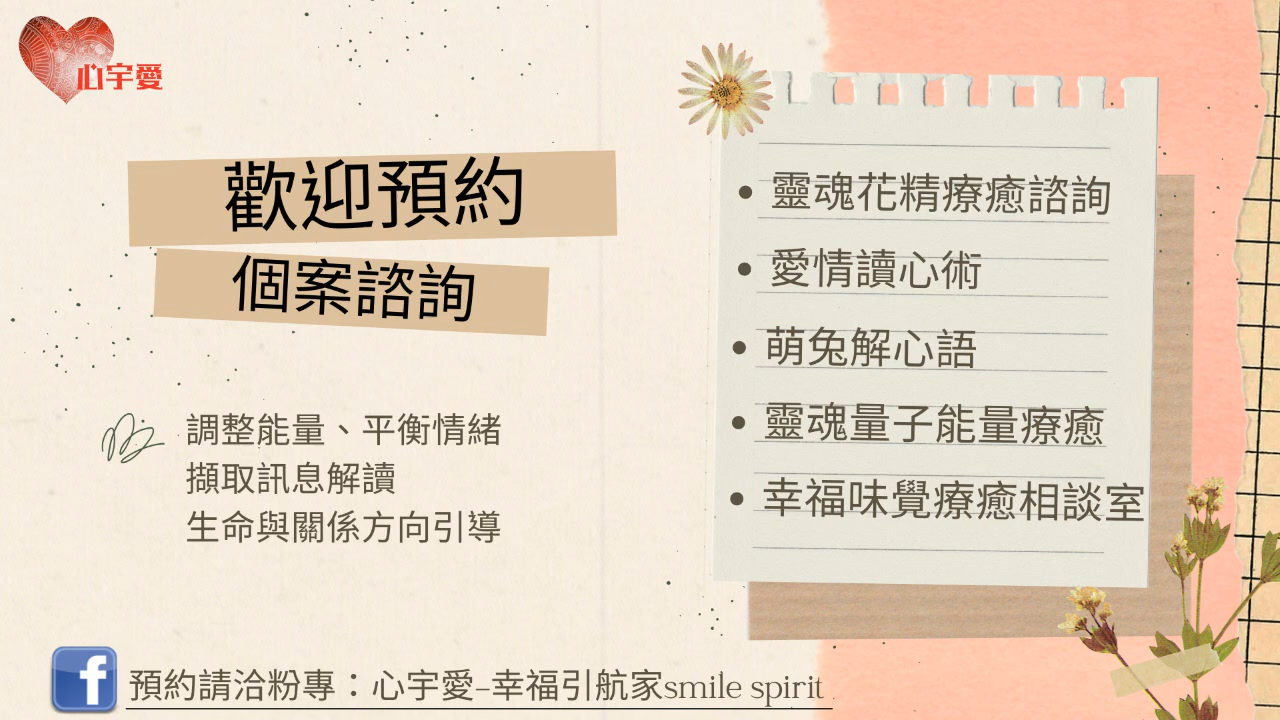 心宇愛
歡迎預約
個案諮詢
調整能量、平衡情緒
擷取訊息解讀
生命與關係方向引導
• 靈魂花精療癒諮詢
• 愛情讀心術
• 萌兔解心語
• 靈魂量子能量療癒
• 幸福味覺療癒相談室
f 預約請洽粉專：心宇愛-幸福引航家smile spirit